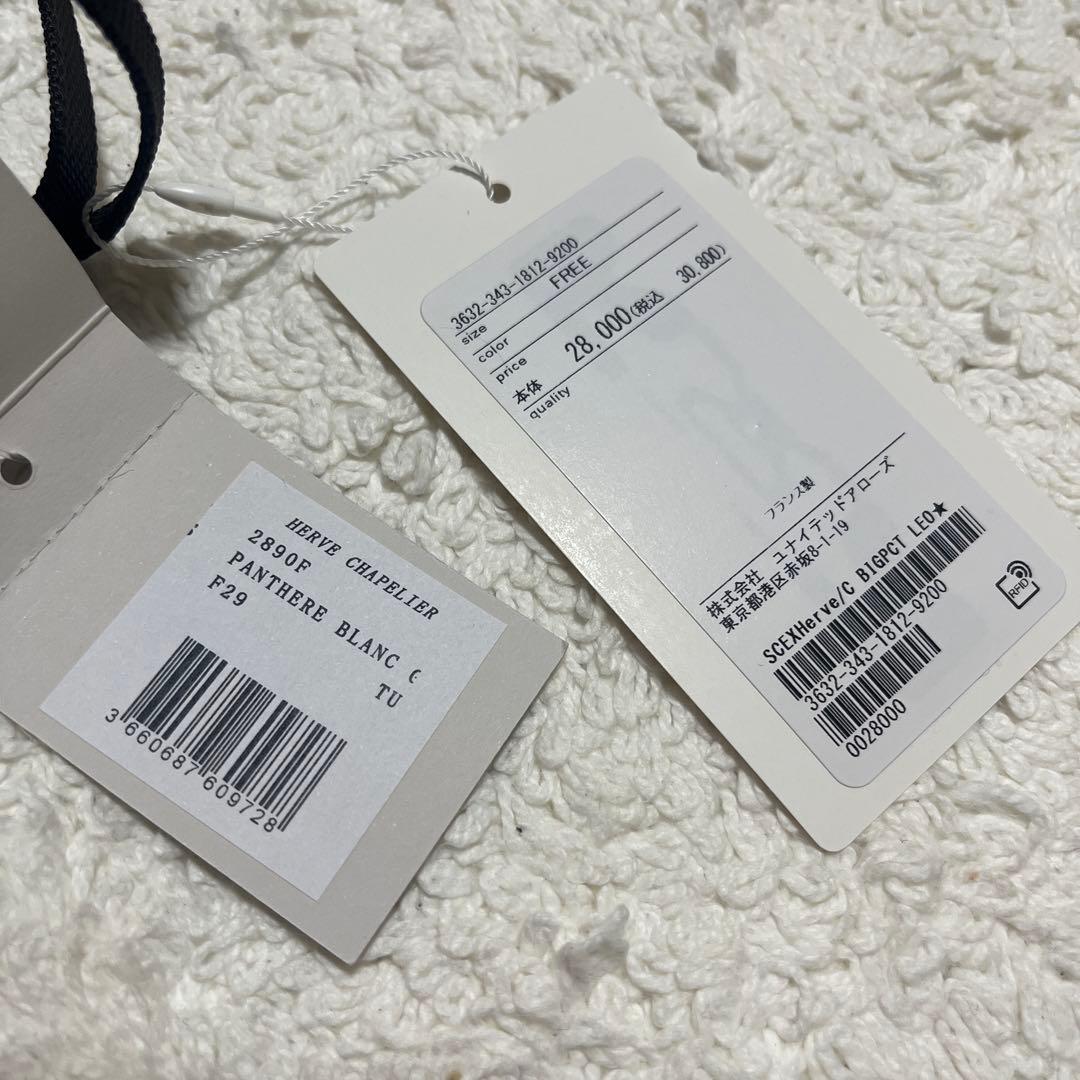 HERVE CHAPELIER
2890F
PANTHERE BLANC
F29
TU
3 660687 609728
3632-343-1812-9200
size FREE
color
price
本体 28,000(税込 30,800)
quality
フランス製
株式会社 ユナイテッドアローズ
東京都港区赤坂8-1-19
SCEXHerve/C BIGPCT LEO★
3632-343-1812-9200
0028000
RFID